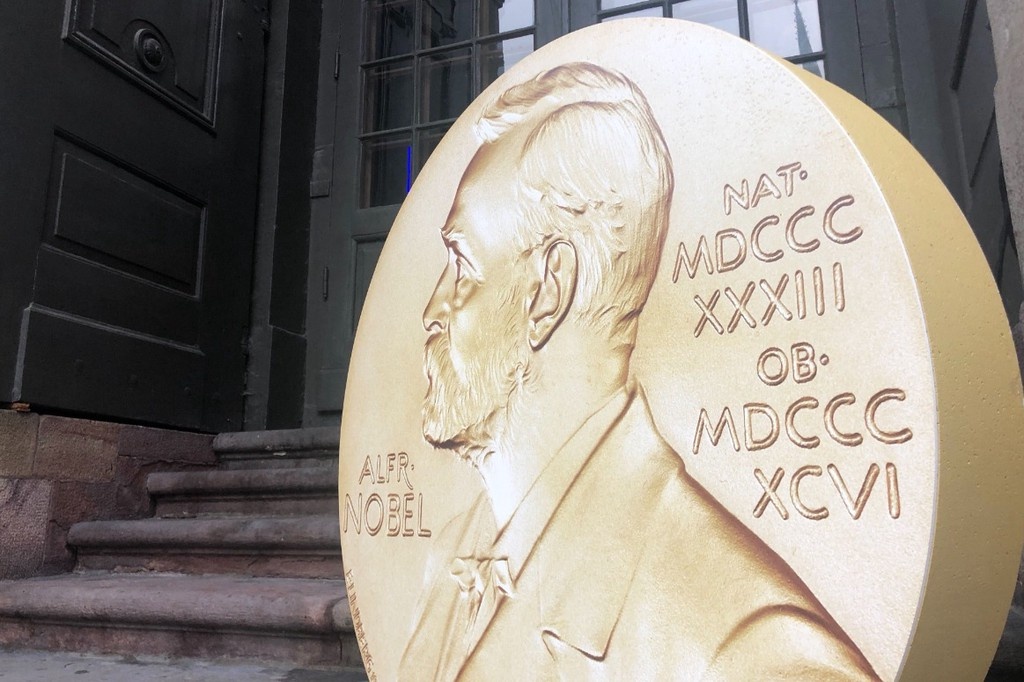 ALFR·
NOBEL
NAT·
MDCCC
XXXIII
OB·
MDCCC
XCVI